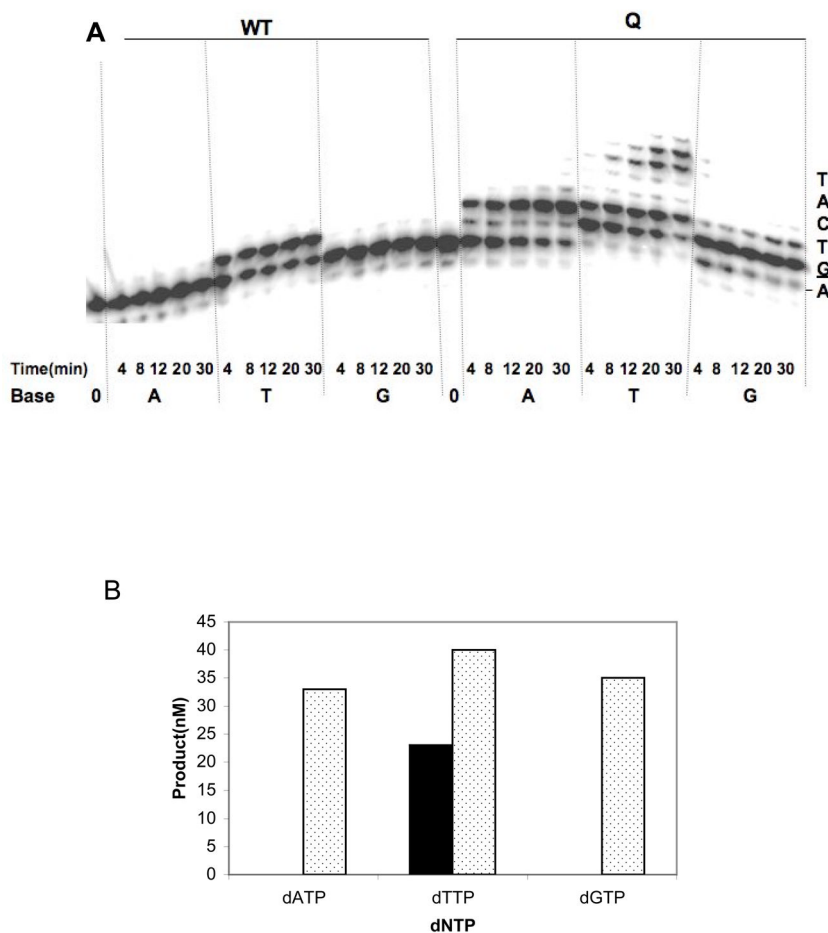 A
WT
Q
T
A
C
T
G
A
Time(min) 4 8 12 20 30 4 8 12 20 30 4 8 12 20 30 4 8 12 20 30 4 8 12 20 30 4 8 12 20 30
Base 0 A T G 0 A T G
B
45
40
35
30
25
20
15
10
5
0
Product(nM)
dATP dTTP dGTP
dNTP